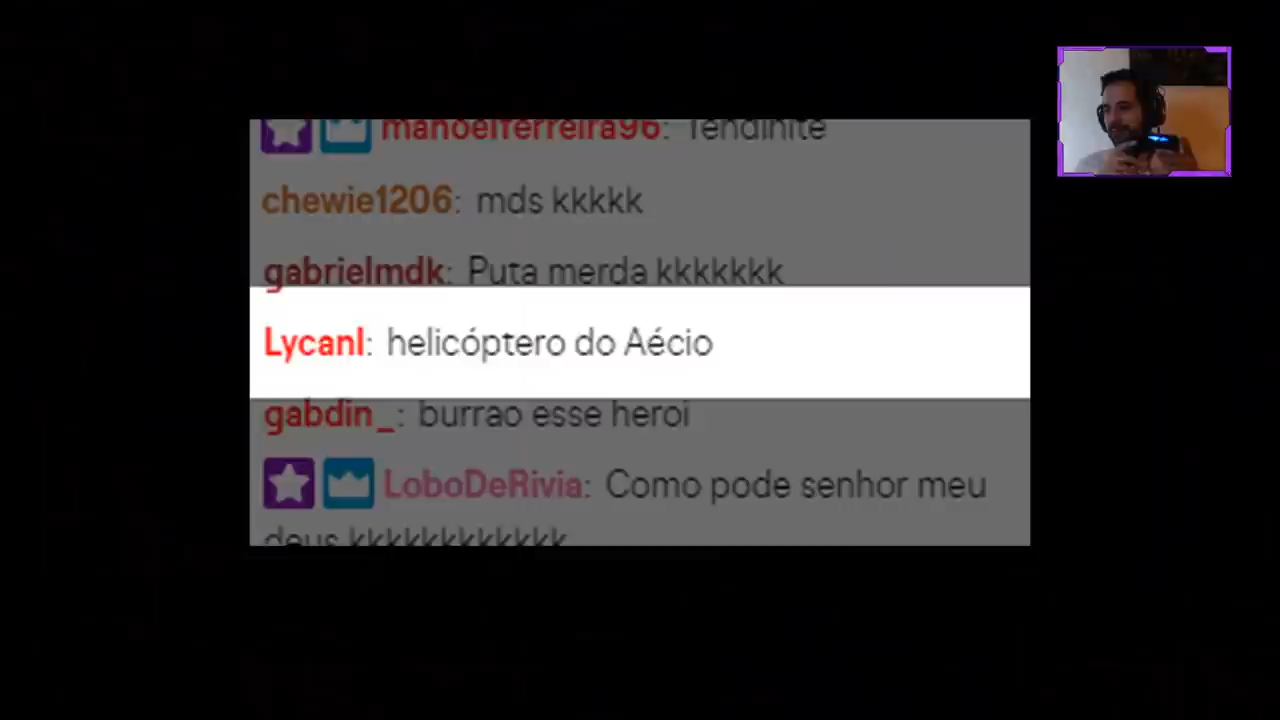 manoelferreira96: Tendinite
chewie1206: mds kkkkk
gabrielmdk: Puta merda kkkkkkk
Lycanl: helicóptero do Aécio
gabdin_: burrao esse heroi
LoboDeRivia: Como pode senhor meu
deus kkkkkkkkkkkk